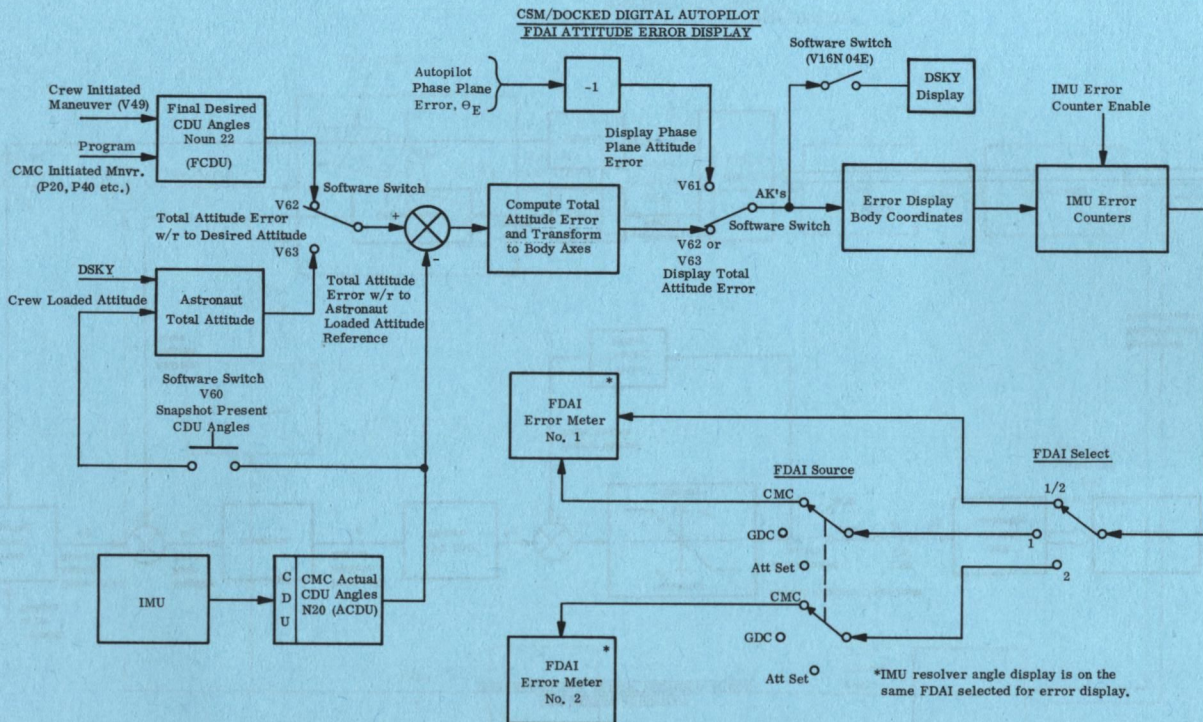 CSM/DOCKED DIGITAL AUTOPILOT
FDAI ATTITUDE ERROR DISPLAY
Crew Initiated
Maneuver (V49)
Program
CMC Initiated Mnvr.
(P20, P40 etc.)
Final Desired
CDU Angles
Noun 22
(FCDU)
Autopilot
Phase Plane
Error, ΘE
-1
Display Phase
Plane Attitude
Error
Software Switch
(V16N 04E)
DSKY
Display
IMU Error
Counter Enable
V62
Software Switch
Total Attitude Error
w/r to Desired Attitude
V63
+
-
Compute Total
Attitude Error
and Transform
to Body Axes
V61
AK's
Software Switch
V62 or
V63
Display Total
Attitude Error
Error Display
Body Coordinates
IMU Error
Counters
DSKY
Crew Loaded Attitude
Astronaut
Total Attitude
Total Attitude
Error w/r to
Astronaut
Loaded Attitude
Reference
Software Switch
V60
Snapshot Present
CDU Angles
IMU
C
D
U
CMC Actual
CDU Angles
N20 (ACDU)
*
FDAI
Error Meter
No. 1
FDAI Source
CMC
GDC
Att Set
FDAI Select
1/2
1
2
CMC
GDC
Att Set
*
FDAI
Error Meter
No. 2
*IMU resolver angle display is on the
same FDAI selected for error display.